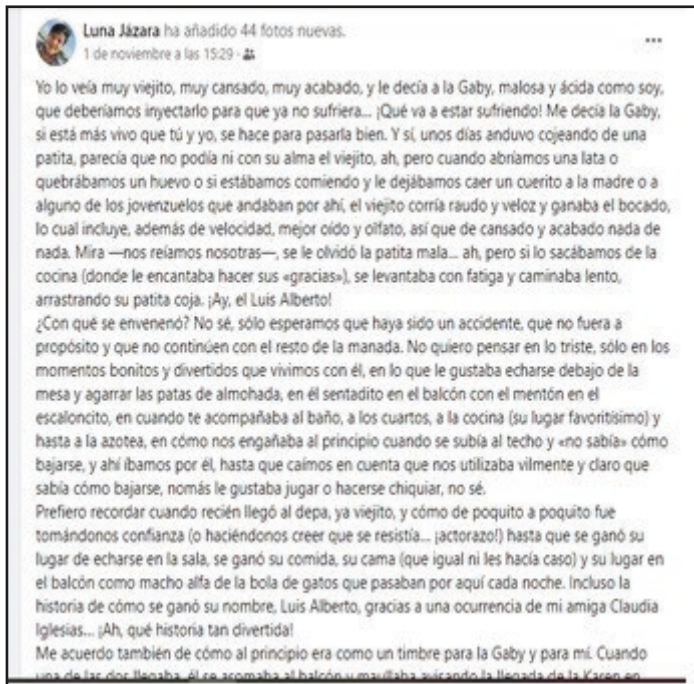 Luna Jázara ha añadido 44 fotos nuevas.
1 de noviembre a las 15:29 ·
Yo lo veía muy viejito, muy cansado, muy acabado, y le decía a la Gaby, malosa y ácida como soy,
que deberíamos inyectarlo para que ya no sufriera... ¡Qué va a estar sufriendo! Me decía la Gaby,
si está más vivo que tú y yo, se hace para pasarla bien. Y sí, unos días anduvo cojeando de una
patita, parecía que no podía ni con su alma el viejito, ah, pero cuando abríamos una lata o
quebrábamos un huevo o si estábamos comiendo y le dejábamos caer un cuerito a la madre o a
alguno de los jovenzuelos que andaban por ahí, el viejito corría raudo y veloz y ganaba el bocado,
lo cual incluye, además de velocidad, mejor oído y olfato, así que de cansado y acabado nada de
nada. Mira —nos reíamos nosotras—, se le olvidó la patita mala... ah, pero si lo sacábamos de la
cocina (donde le encantaba hacer sus «gracias»), se levantaba con fatiga y caminaba lento,
arrastrando su patita coja. ¡Ay, el Luis Alberto!
¿Con qué se envenenó? No sé, sólo esperamos que haya sido un accidente, que no fuera a
propósito y que no continúen con el resto de la manada. No quiero pensar en lo triste, sólo en los
momentos bonitos y divertidos que vivimos con él, en lo que le gustaba echarse debajo de la
mesa y agarrar las patas de almohada, en él sentadito en el balcón con el mentón en el
escaloncito, en cuando te acompañaba al baño, a los cuartos, a la cocina (su lugar favoritísimo) y
hasta a la azotea, en cómo nos engañaba al principio cuando se subía al techo y «no sabía» cómo
bajarse, y ahí íbamos por él, hasta que caímos en cuenta que nos utilizaba vilmente y claro que
sabía cómo bajarse, nomás le gustaba jugar o hacerse chiquiar, no sé.
Prefiero recordar cuando recién llegó al depa, ya viejito, y cómo de poquito a poquito fue
tomándonos confianza (o haciéndonos creer que se resistía... ¡actorazo!) hasta que se ganó su
lugar de echarse en la sala, se ganó su comida, su cama (que igual ni les hacía caso) y su lugar en
el balcón como macho alfa de la bola de gatos que pasaban por aquí cada noche. Incluso la
historia de cómo se ganó su nombre, Luis Alberto, gracias a una ocurrencia de mi amiga Claudia
Iglesias... ¡Ah, qué historia tan divertida!
Me acuerdo también de cómo al principio era como un timbre para la Gaby y para mí. Cuando
una de las dos llegaba, él se asomaba al balcón y maullaba avisando la llegada de la Karen en